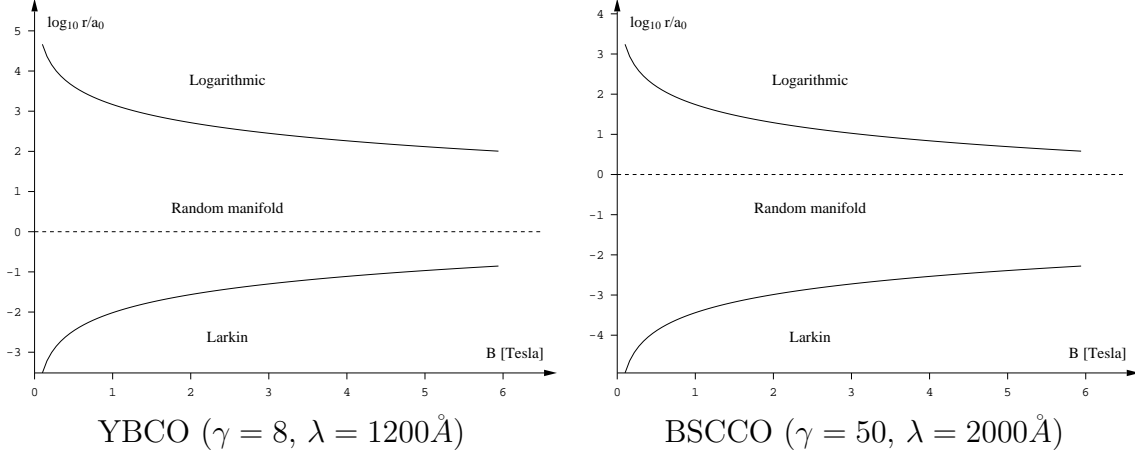 log₁₀ r/a₀
5
4
3
2
1
0
-1
-2
-3
Logarithmic
Random manifold
Larkin
B [Tesla]
0 1 2 3 4 5 6
YBCO (γ = 8, λ = 1200Å)
log₁₀ r/a₀
4
3
2
1
0
-1
-2
-3
-4
Logarithmic
Random manifold
Larkin
B [Tesla]
0 1 2 3 4 5 6
BSCCO (γ = 50, λ = 2000Å)